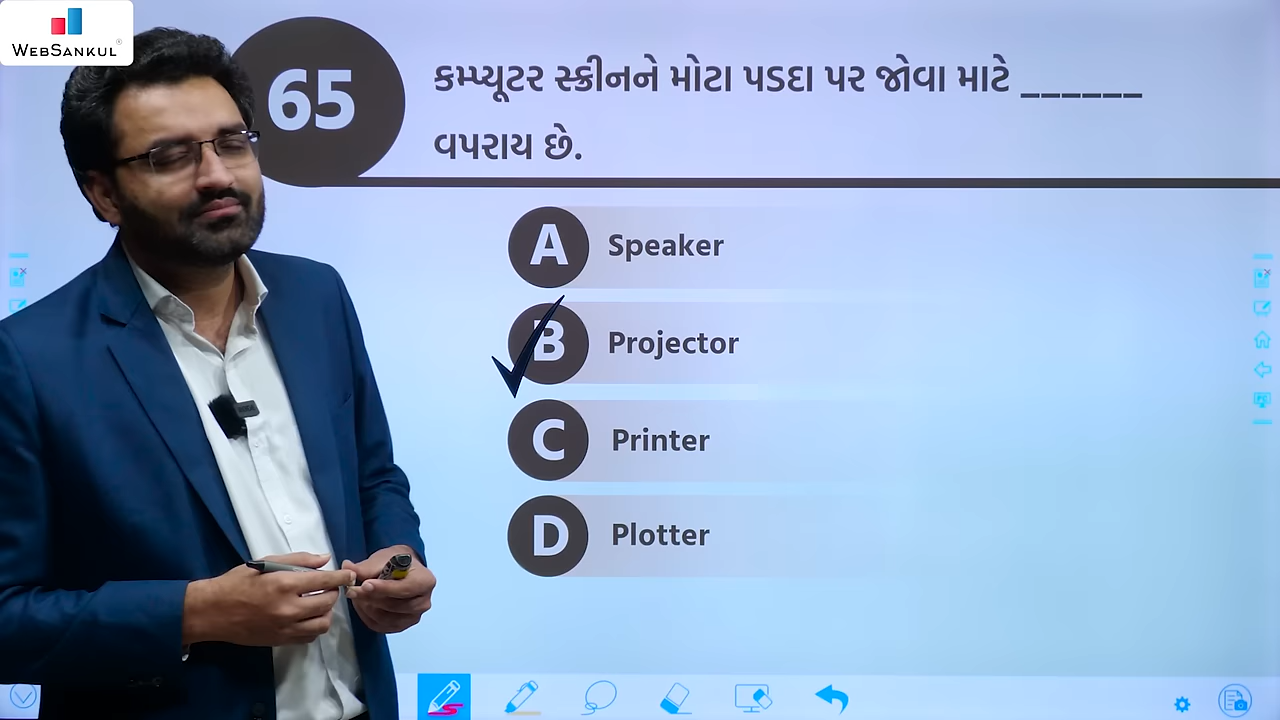 WEBSANKUL
65
કમ્પ્યૂટર સ્ક્રીનને મોટા પડદા પર જોવા માટે ______
વપરાય છે.
A Speaker
B Projector
C Printer
D Plotter